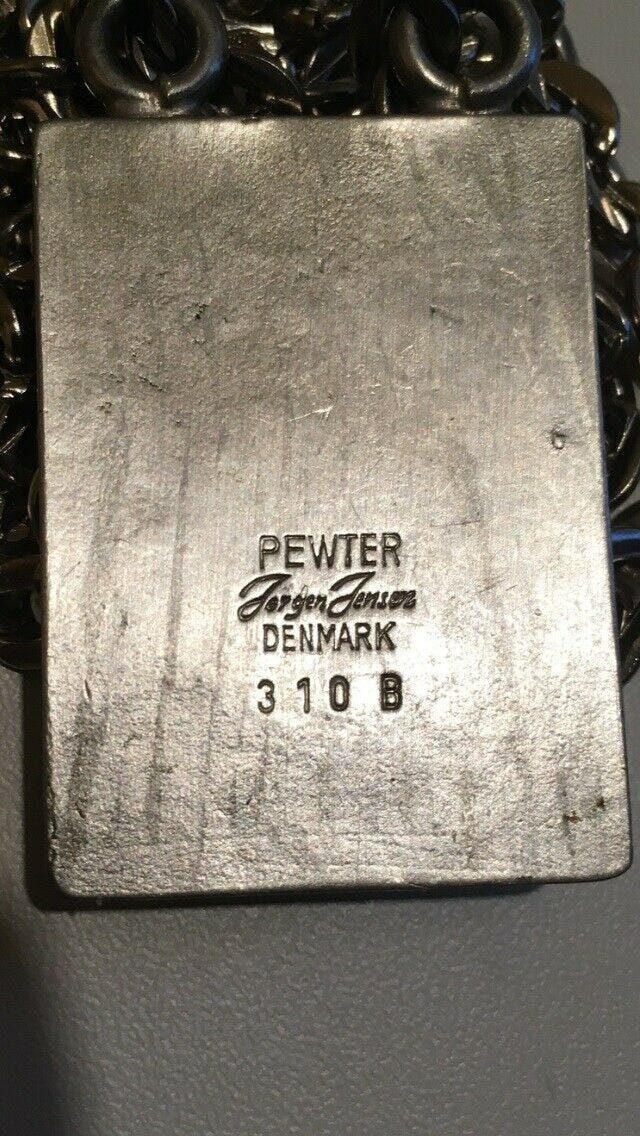 PEWTER
Jørgen Jensen
DENMARK
310 B